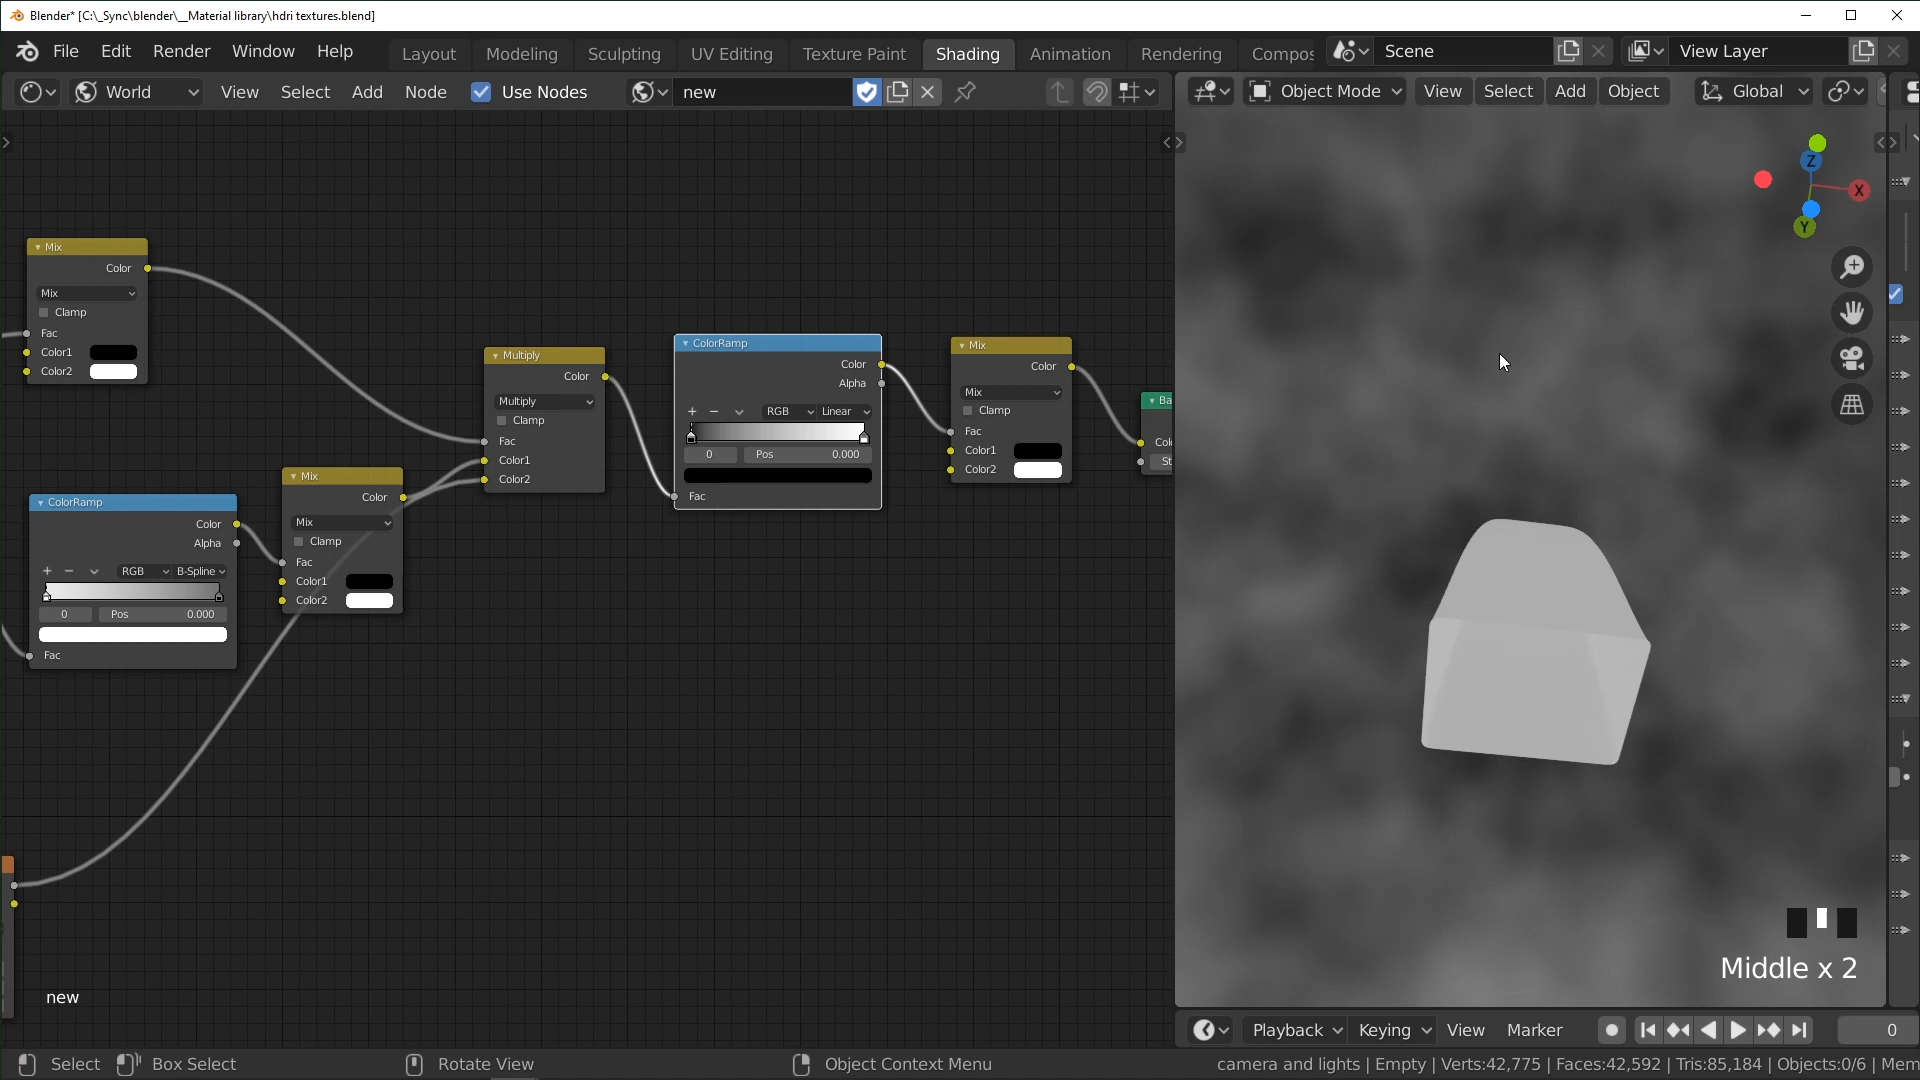 Blender* [C:\_Sync\blender\__Material library\hdri textures.blend]
File Edit Render Window Help Layout Modeling Sculpting UV Editing Texture Paint Shading Animation Rendering Compos Scene View Layer
World View Select Add Node Use Nodes new Object Mode View Select Add Object Global
Mix
Color
Mix
Clamp
Fac
Color1
Color2
ColorRamp
Color
Alpha
RGB B-Spline
0 Pos 0.000
Fac
Mix
Color
Mix
Clamp
Fac
Color1
Color2
Multiply
Color
Multiply
Clamp
Fac
Color1
Color2
ColorRamp
Color
Alpha
RGB Linear
0 Pos 0.000
Fac
Mix
Color
Mix
Clamp
Fac
Color1
Color2
Ba
Colo
St
new
Z
X
Y
Middle x 2
Playback Keying View Marker 0
Select Box Select Rotate View Object Context Menu camera and lights | Empty | Verts:42,775 | Faces:42,592 | Tris:85,184 | Objects:0/6 | Mem